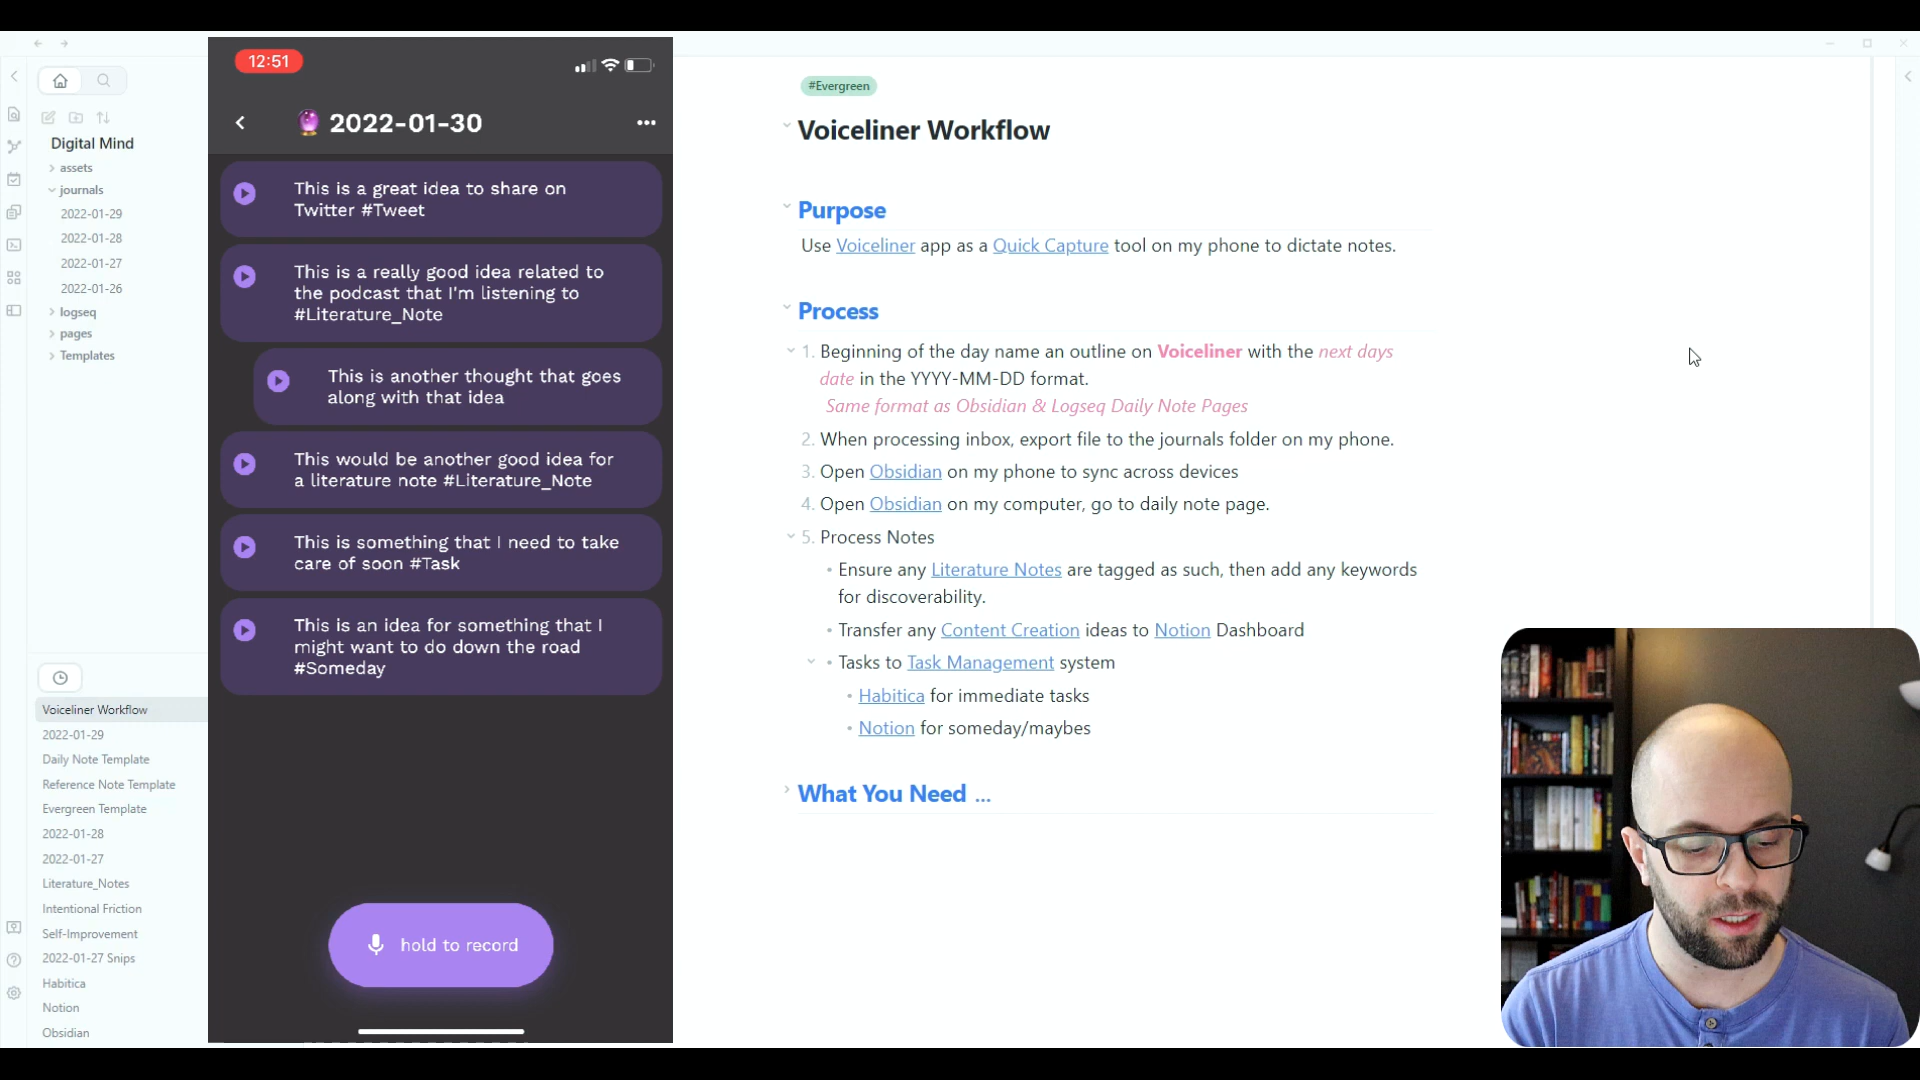 12:51
2022-01-30
This is a great idea to share on
Twitter #Tweet
This is a really good idea related to
the podcast that I'm listening to
#Literature_Note
This is another thought that goes
along with that idea
This would be another good idea for
a literature note #Literature_Note
This is something that I need to take
care of soon #Task
This is an idea for something that I
might want to do down the road
#Someday
hold to record
Digital Mind
assets
journals
2022-01-29
2022-01-28
2022-01-27
2022-01-26
logseq
pages
Templates
Voiceliner Workflow
2022-01-29
Daily Note Template
Reference Note Template
Evergreen Template
2022-01-28
2022-01-27
Literature_Notes
Intentional Friction
Self-Improvement
2022-01-27 Snips
Habitica
Notion
Obsidian
#Evergreen
Voiceliner Workflow
Purpose
Use Voiceliner app as a Quick Capture tool on my phone to dictate notes.
Process
1. Beginning of the day name an outline on Voiceliner with the next days
date in the YYYY-MM-DD format.
Same format as Obsidian & Logseq Daily Note Pages
2. When processing inbox, export file to the journals folder on my phone.
3. Open Obsidian on my phone to sync across devices
4. Open Obsidian on my computer, go to daily note page.
5. Process Notes
• Ensure any Literature Notes are tagged as such, then add any keywords
for discoverability.
• Transfer any Content Creation ideas to Notion Dashboard
• Tasks to Task Management system
• Habitica for immediate tasks
• Notion for someday/maybes
What You Need ...